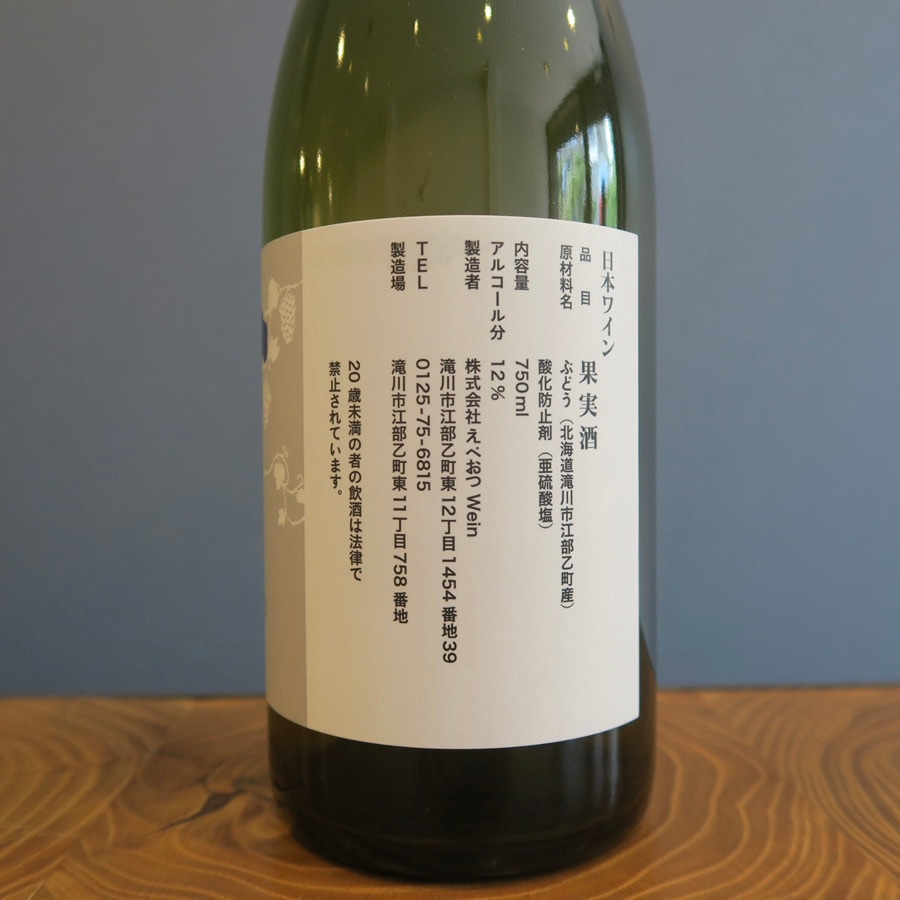 日本ワイン
品目 果実酒
原材料名 ぶどう（北海道滝川市江部乙町産）
酸化防止剤（亜硫酸塩）
内容量 750ml
アルコール分 12%
製造者 株式会社えべおつWein
滝川市江部乙町東12丁目1454番地39
TEL 0125-75-6815
製造場 滝川市江部乙町東11丁目758番地
20歳未満の者の飲酒は法律で
禁止されています。